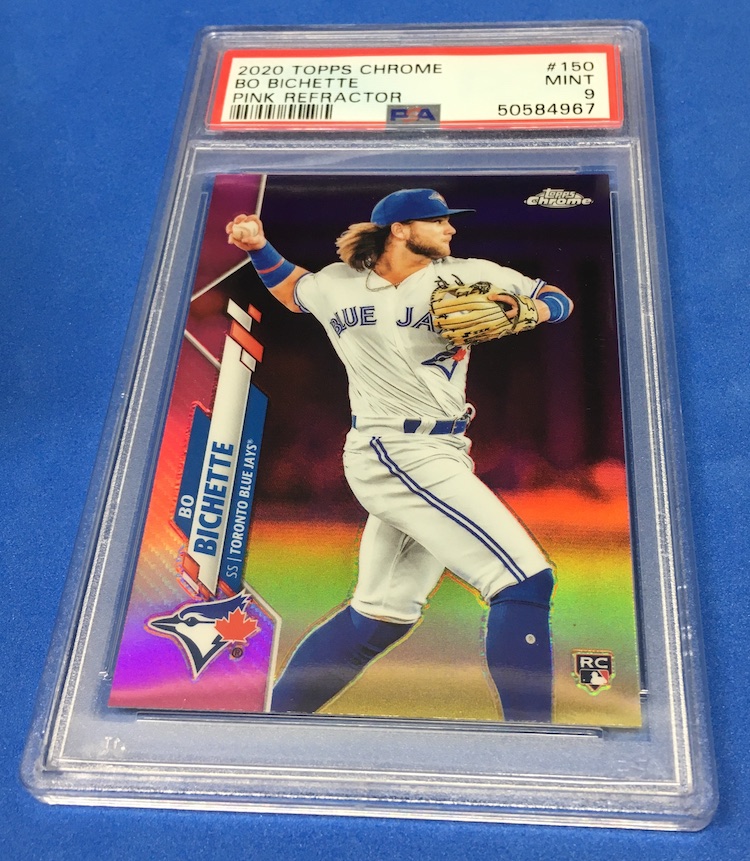 2020 TOPPS CHROME #150
BO BICHETTE MINT
PINK REFRACTOR 9
PSA 50584967
Topps Chrome
BLUE JA
BO
BICHETTE
SS | TORONTO BLUE JAYS®
RC